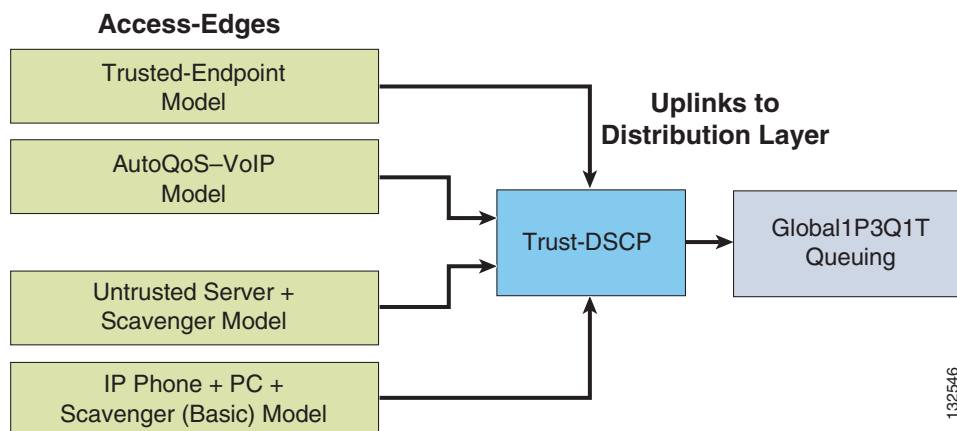 Access-Edges
Trusted-Endpoint
Model
AutoQoS–VoIP
Model
Untrusted Server +
Scavenger Model
IP Phone + PC +
Scavenger (Basic) Model
Uplinks to
Distribution Layer
Trust-DSCP
Global1P3Q1T
Queuing
132546